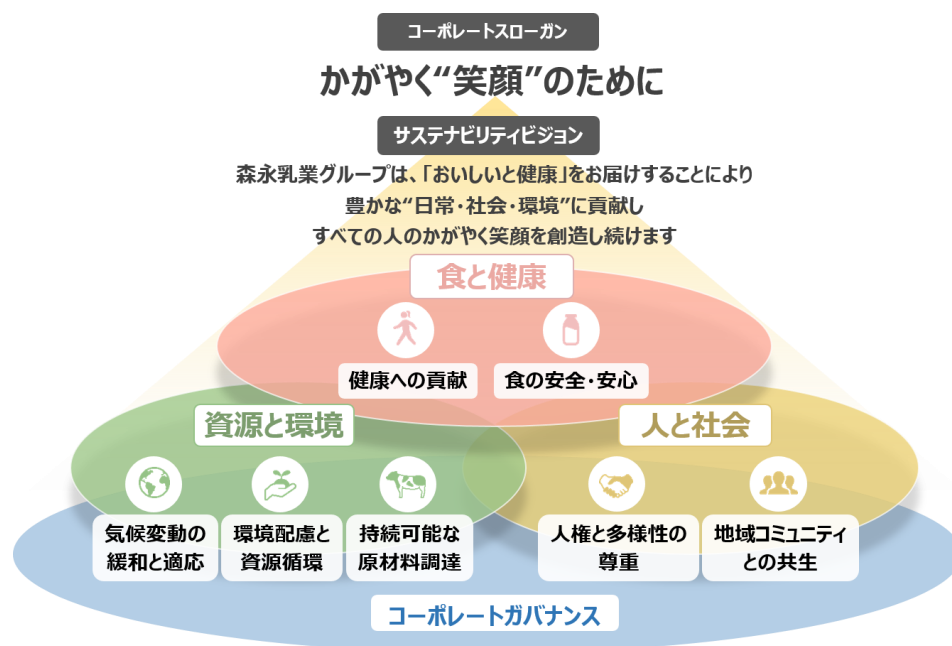 コーポレートスローガン
かがやく“笑顔”のために
サステナビリティビジョン
森永乳業グループは、「おいしいと健康」をお届けすることにより
豊かな“日常・社会・環境”に貢献し
すべての人のかがやく笑顔を創造し続けます
食と健康
健康への貢献
食の安全・安心
資源と環境
気候変動の
緩和と適応
環境配慮と
資源循環
持続可能な
原材料調達
人と社会
人権と多様性の
尊重
地域コミュニティ
との共生
コーポレートガバナンス